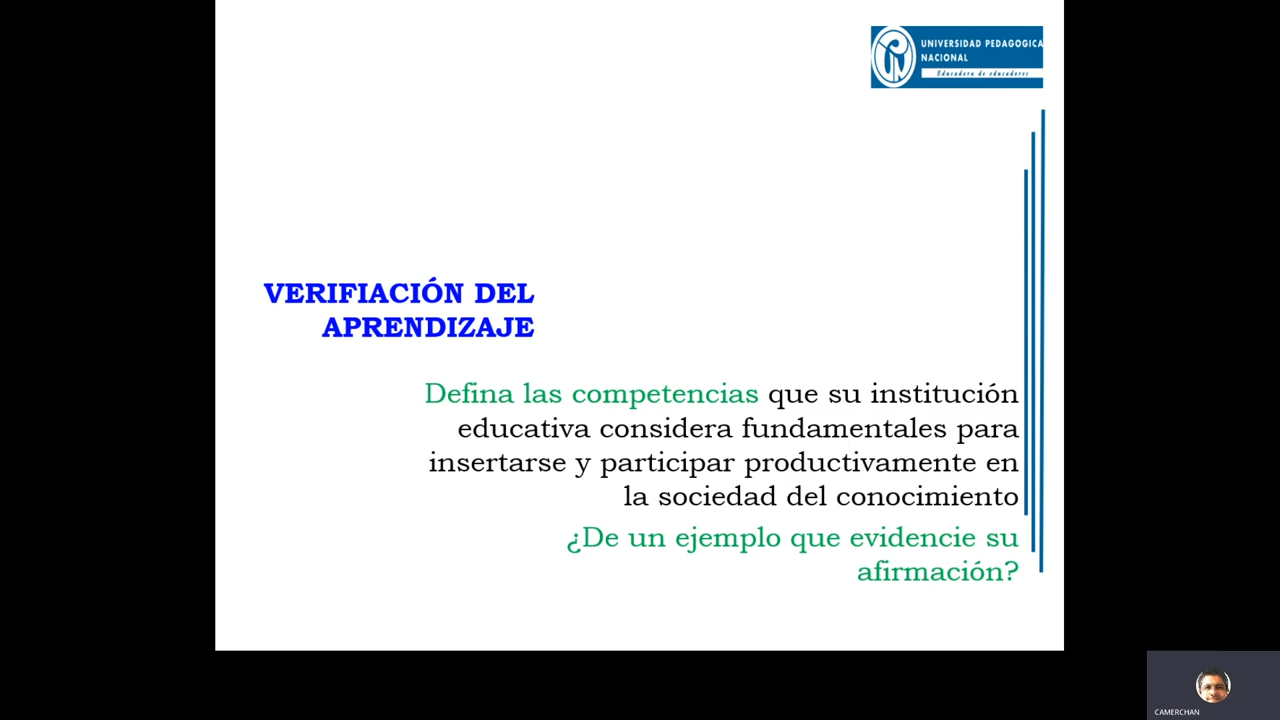 UNIVERSIDAD PEDAGOGICA
NACIONAL
Educadora de educadores
VERIFIACIÓN DEL
APRENDIZAJE
Defina las competencias que su institución
educativa considera fundamentales para
insertarse y participar productivamente en
la sociedad del conocimiento
¿De un ejemplo que evidencie su
afirmación?
CAMERCHAN